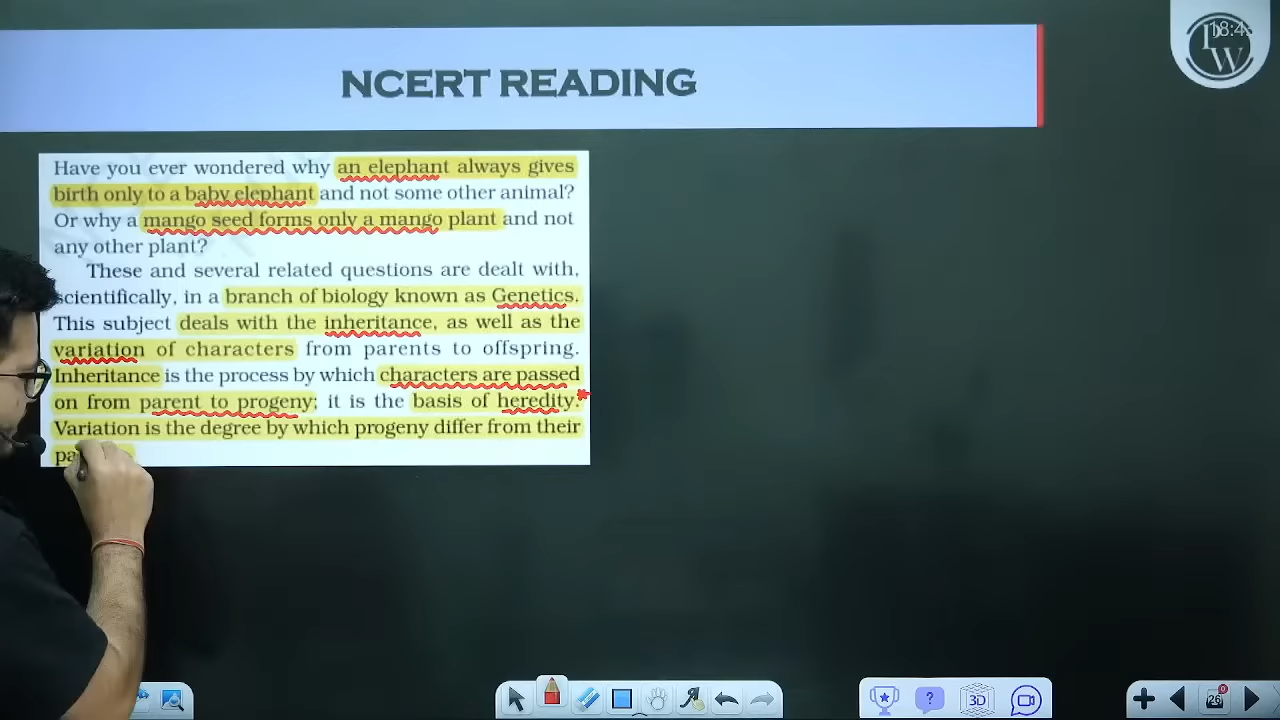 NCERT READING
Have you ever wondered why an elephant always gives
birth only to a baby elephant and not some other animal?
Or why a mango seed forms only a mango plant and not
any other plant?
These and several related questions are dealt with,
scientifically, in a branch of biology known as Genetics.
This subject deals with the inheritance, as well as the
variation of characters from parents to offspring.
Inheritance is the process by which characters are passed
on from parent to progeny; it is the basis of heredity.
Variation is the degree by which progeny differ from their
W
?
3D